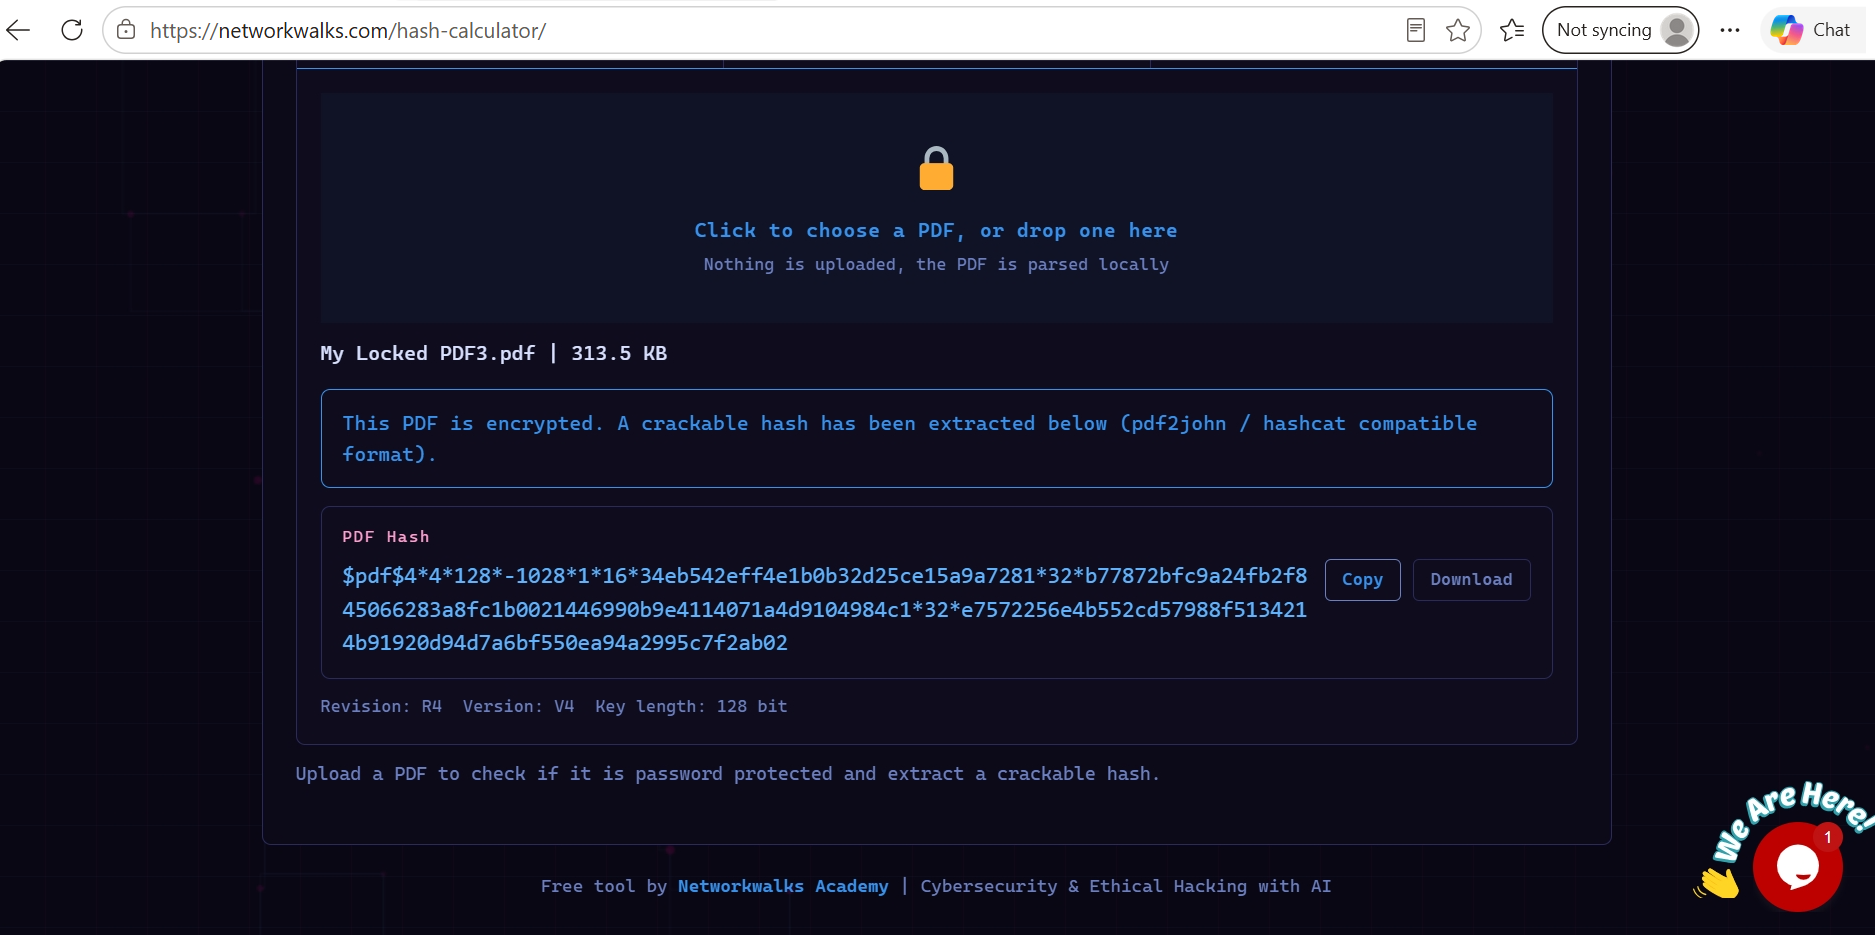 https://networkwalks.com/hash-calculator/
Not syncing
Chat
Click to choose a PDF, or drop one here
Nothing is uploaded, the PDF is parsed locally
My Locked PDF3.pdf | 313.5 KB
This PDF is encrypted. A crackable hash has been extracted below (pdf2john / hashcat compatible
format).
PDF Hash
$pdf$4*4*128*-1028*1*16*34eb542eff4e1b0b32d25ce15a9a7281*32*b77872bfc9a24fb2f8
45066283a8fc1b0021446990b9e4114071a4d9104984c1*32*e7572256e4b552cd57988f513421
4b91920d94d7a6bf550ea94a2995c7f2ab02
Copy
Download
Revision: R4 Version: V4 Key length: 128 bit
Upload a PDF to check if it is password protected and extract a crackable hash.
We Are Here!
1
Free tool by Networkwalks Academy | Cybersecurity & Ethical Hacking with AI